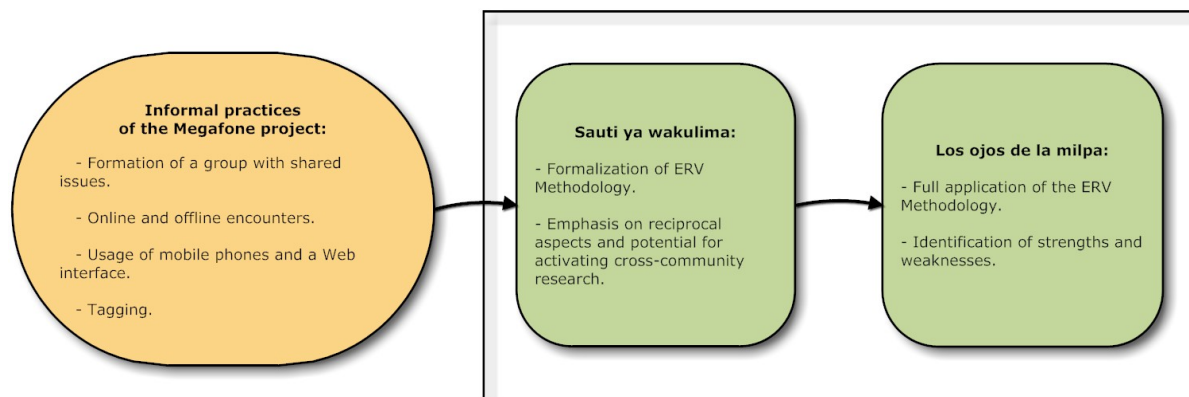 Informal practices
of the Megafone project:
- Formation of a group with shared
issues.
- Online and offline encounters.
- Usage of mobile phones and a Web
interface.
- Tagging.
Sauti ya wakulima:
- Formalization of ERV
Methodology.
- Emphasis on reciprocal
aspects and potential for
activating cross-community
research.
Los ojos de la milpa:
- Full application of the ERV
Methodology.
- Identification of strengths and
weaknesses.